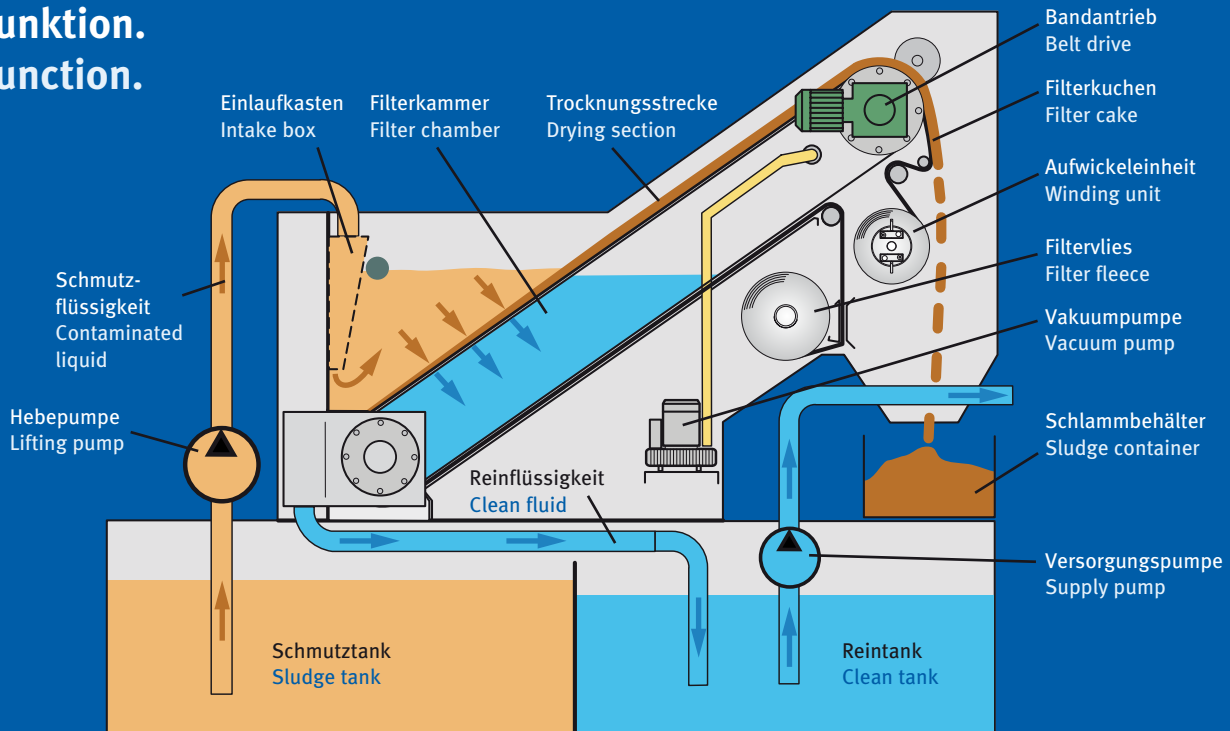 unktion.
unction.
Einlaufkasten
Intake box
Filterkammer
Filter chamber
Trocknungsstrecke
Drying section
Bandantrieb
Belt drive
Filterkuchen
Filter cake
Aufwickeleinheit
Winding unit
Filtervlies
Filter fleece
Vakuumpumpe
Vacuum pump
Schmutz-
flüssigkeit
Contaminated
liquid
Hebepumpe
Lifting pump
Schlammbehälter
Sludge container
Reinflüssigkeit
Clean fluid
Versorgungspumpe
Supply pump
Schmutztank
Sludge tank
Reintank
Clean tank